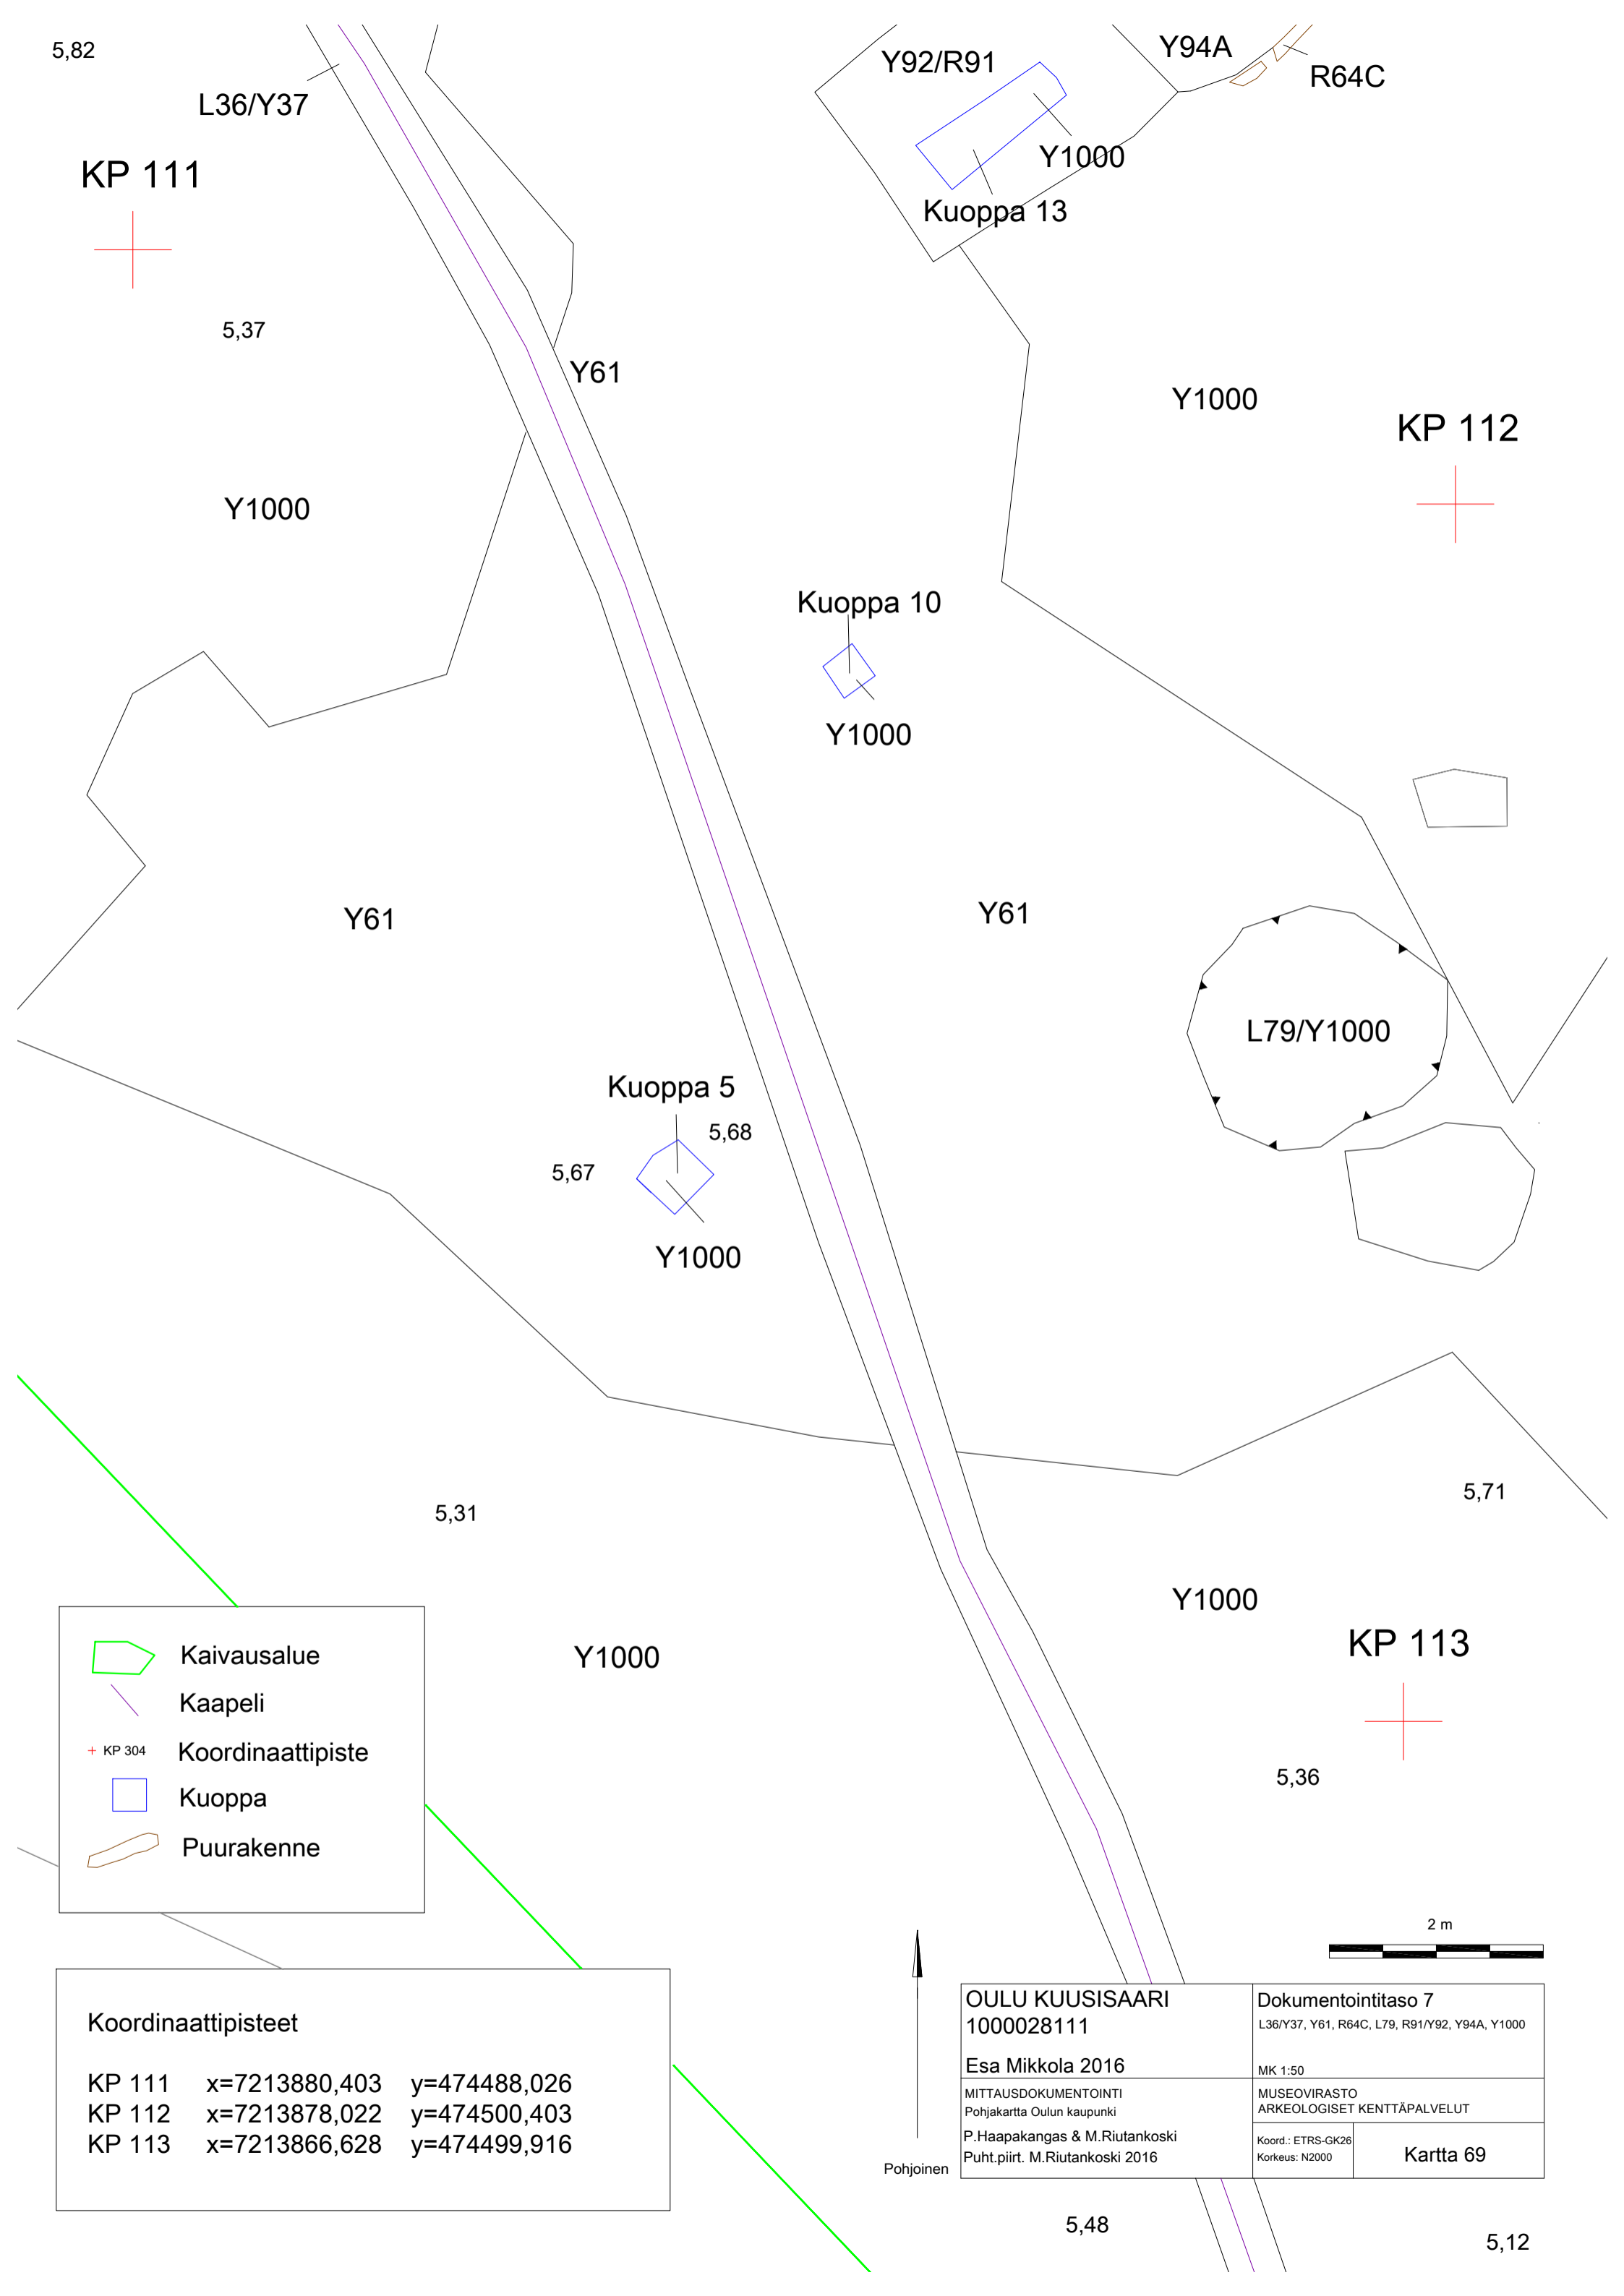 5,82
L36/Y37
Y92/R91
Y94A
R64C
Y1000
KP 111
Kuoppa 13
5,37
Y61
Y1000
KP 112
Y1000
Kuoppa 10
Y1000
Y61
Y61
L79/Y1000
Kuoppa 5
5,68
5,67
Y1000
5,71
5,31
Y1000
Y1000
KP 113
5,36
Kaivausalue
Kaapeli
KP 304 Koordinaattipiste
Kuoppa
Puurakenne
2 m
Koordinaattipisteet
KP 111 x=7213880,403 y=474488,026
KP 112 x=7213878,022 y=474500,403
KP 113 x=7213866,628 y=474499,916
Pohjoinen
OULU KUUSISAARI
1000028111
Esa Mikkola 2016
Dokumentointitaso 7
L36/Y37, Y61, R64C, L79, R91/Y92, Y94A, Y1000
MK 1:50
MITTAUSDOKUMENTOINTI
Pohjakartta Oulun kaupunki
P.Haapakangas & M.Riutankoski
Puht.piirt. M.Riutankoski 2016
MUSEOVIRASTO
ARKEOLOGISET KENTTÄPALVELUT
Koord.: ETRS-GK26
Korkeus: N2000
Kartta 69
5,48
5,12